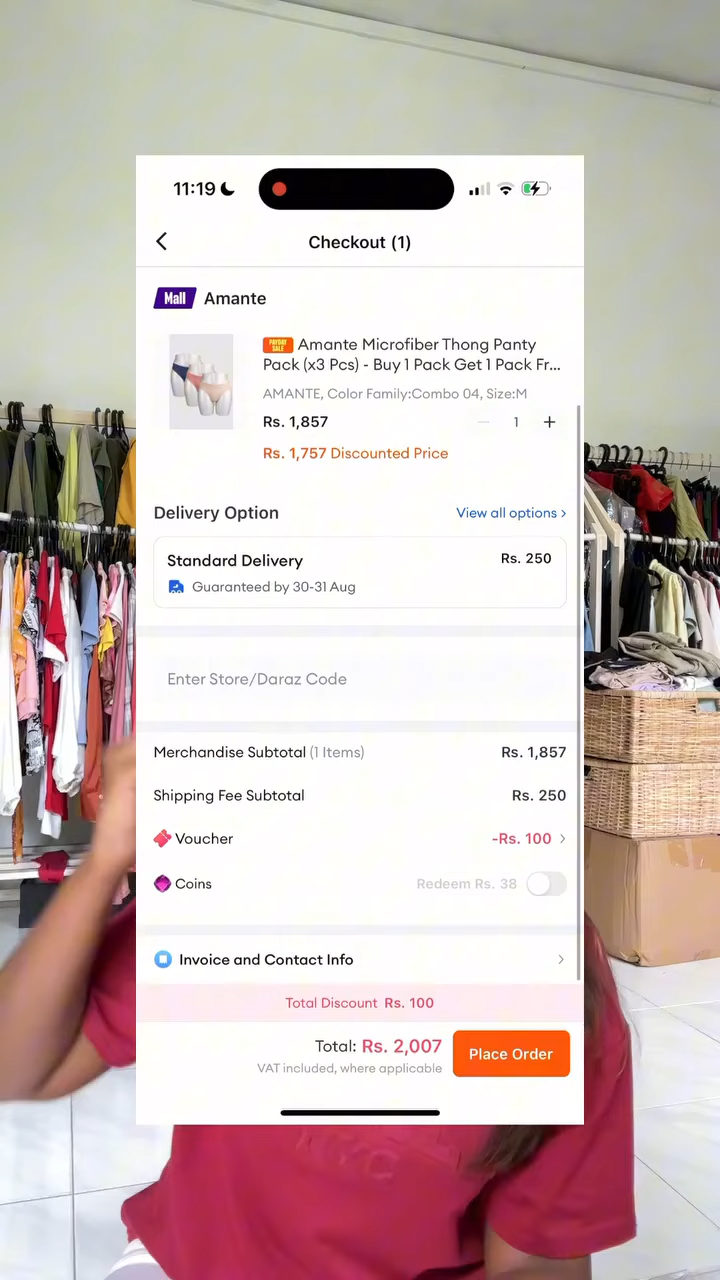 11:19
Checkout (1)
Mall Amante
PAYDAY SALE Amante Microfiber Thong Panty
Pack (x3 Pcs) - Buy 1 Pack Get 1 Pack Fr...
AMANTE, Color Family:Combo 04, Size:M
Rs. 1,857 1
Rs. 1,757 Discounted Price
Delivery Option View all options
Standard Delivery Rs. 250
Guaranteed by 30-31 Aug
Enter Store/Daraz Code
Merchandise Subtotal (1 Items) Rs. 1,857
Shipping Fee Subtotal Rs. 250
Voucher -Rs. 100
Coins Redeem Rs. 38
Invoice and Contact Info
Total Discount Rs. 100
Total: Rs. 2,007 Place Order
VAT included, where applicable
NYC